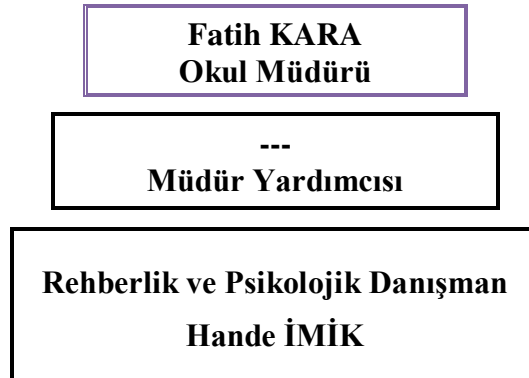 Fatih KARA
Okul Müdürü
---
Müdür Yardımcısı
Rehberlik ve Psikolojik Danışman
Hande İMİK